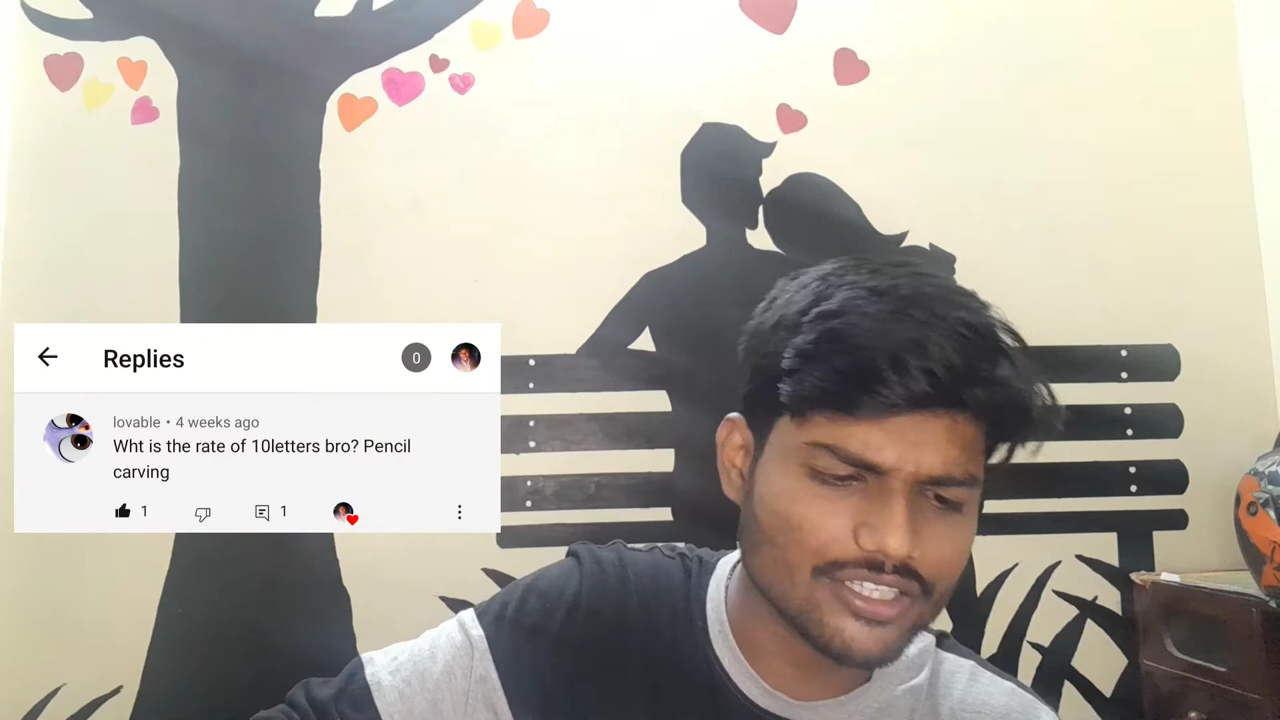 Replies
0
lovable • 4 weeks ago
Wht is the rate of 10letters bro? Pencil
carving
1
1